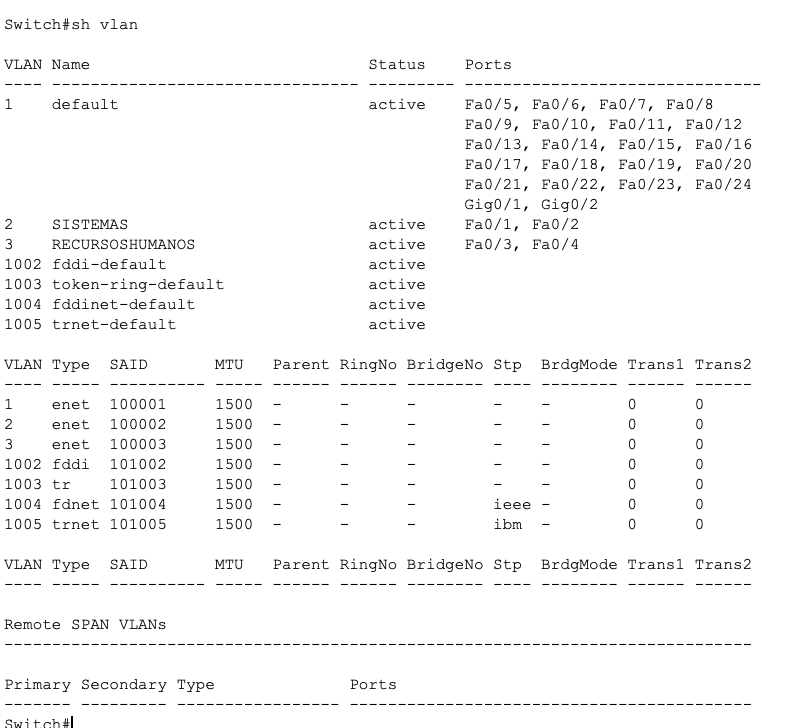 Switch#sh vlan
VLAN Name                             Status    Ports
---- -------------------------------- --------- -------------------------------
1    default                          active    Fa0/5, Fa0/6, Fa0/7, Fa0/8
                                                Fa0/9, Fa0/10, Fa0/11, Fa0/12
                                                Fa0/13, Fa0/14, Fa0/15, Fa0/16
                                                Fa0/17, Fa0/18, Fa0/19, Fa0/20
                                                Fa0/21, Fa0/22, Fa0/23, Fa0/24
                                                Gig0/1, Gig0/2
2    SISTEMAS                         active    Fa0/1, Fa0/2
3    RECURSOSHUMANOS                  active    Fa0/3, Fa0/4
1002 fddi-default                     active
1003 token-ring-default               active
1004 fddinet-default                  active
1005 trnet-default                    active
VLAN Type  SAID       MTU   Parent RingNo BridgeNo Stp  BrdgMode Trans1 Trans2
---- ----- ---------- ----- ------ ------ -------- ---- -------- ------ ------
1    enet  100001     1500  -      -      -        -    -        0      0
2    enet  100002     1500  -      -      -        -    -        0      0
3    enet  100003     1500  -      -      -        -    -        0      0
1002 fddi  101002     1500  -      -      -        -    -        0      0
1003 tr    101003     1500  -      -      -        -    -        0      0
1004 fdnet 101004     1500  -      -      -        ieee -        0      0
1005 trnet 101005     1500  -      -      -        ibm  -        0      0
VLAN Type  SAID       MTU   Parent RingNo BridgeNo Stp  BrdgMode Trans1 Trans2
---- ----- ---------- ----- ------ ------ -------- ---- -------- ------ ------
Remote SPAN VLANs
------------------------------------------------------------------------------
Primary Secondary Type              Ports
------- --------- ----------------- ------------------------------------------
Switch#